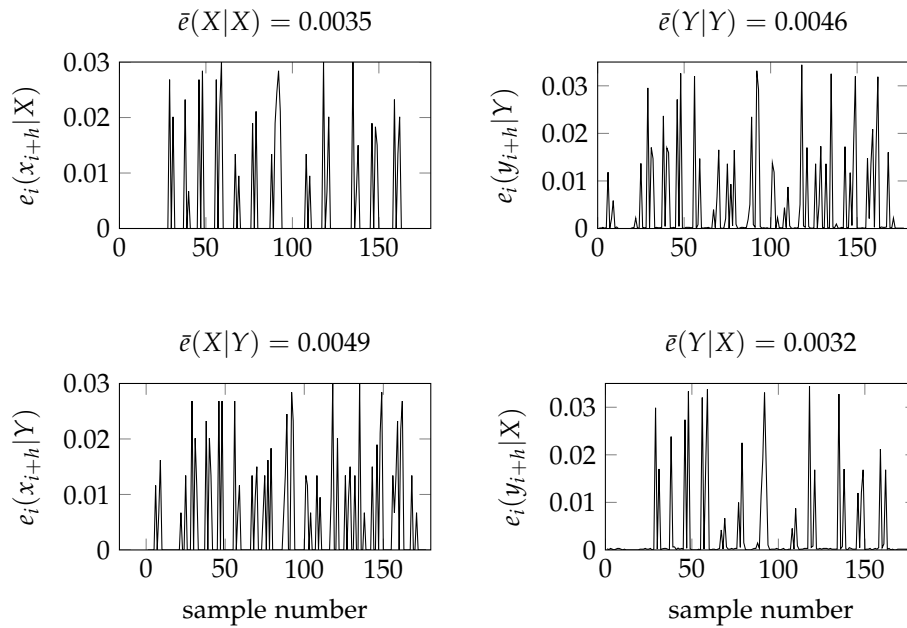 ē(X|X) = 0.0035
ē(Y|Y) = 0.0046
e_i(x_{i+h}|X)
0.03
0.02
0.01
0
0 50 100 150
e_i(y_{i+h}|Y)
0.03
0.02
0.01
0
0 50 100 150
ē(X|Y) = 0.0049
ē(Y|X) = 0.0032
e_i(x_{i+h}|Y)
0.03
0.02
0.01
0
0 50 100 150
sample number
e_i(y_{i+h}|X)
0.03
0.02
0.01
0
0 50 100 150
sample number